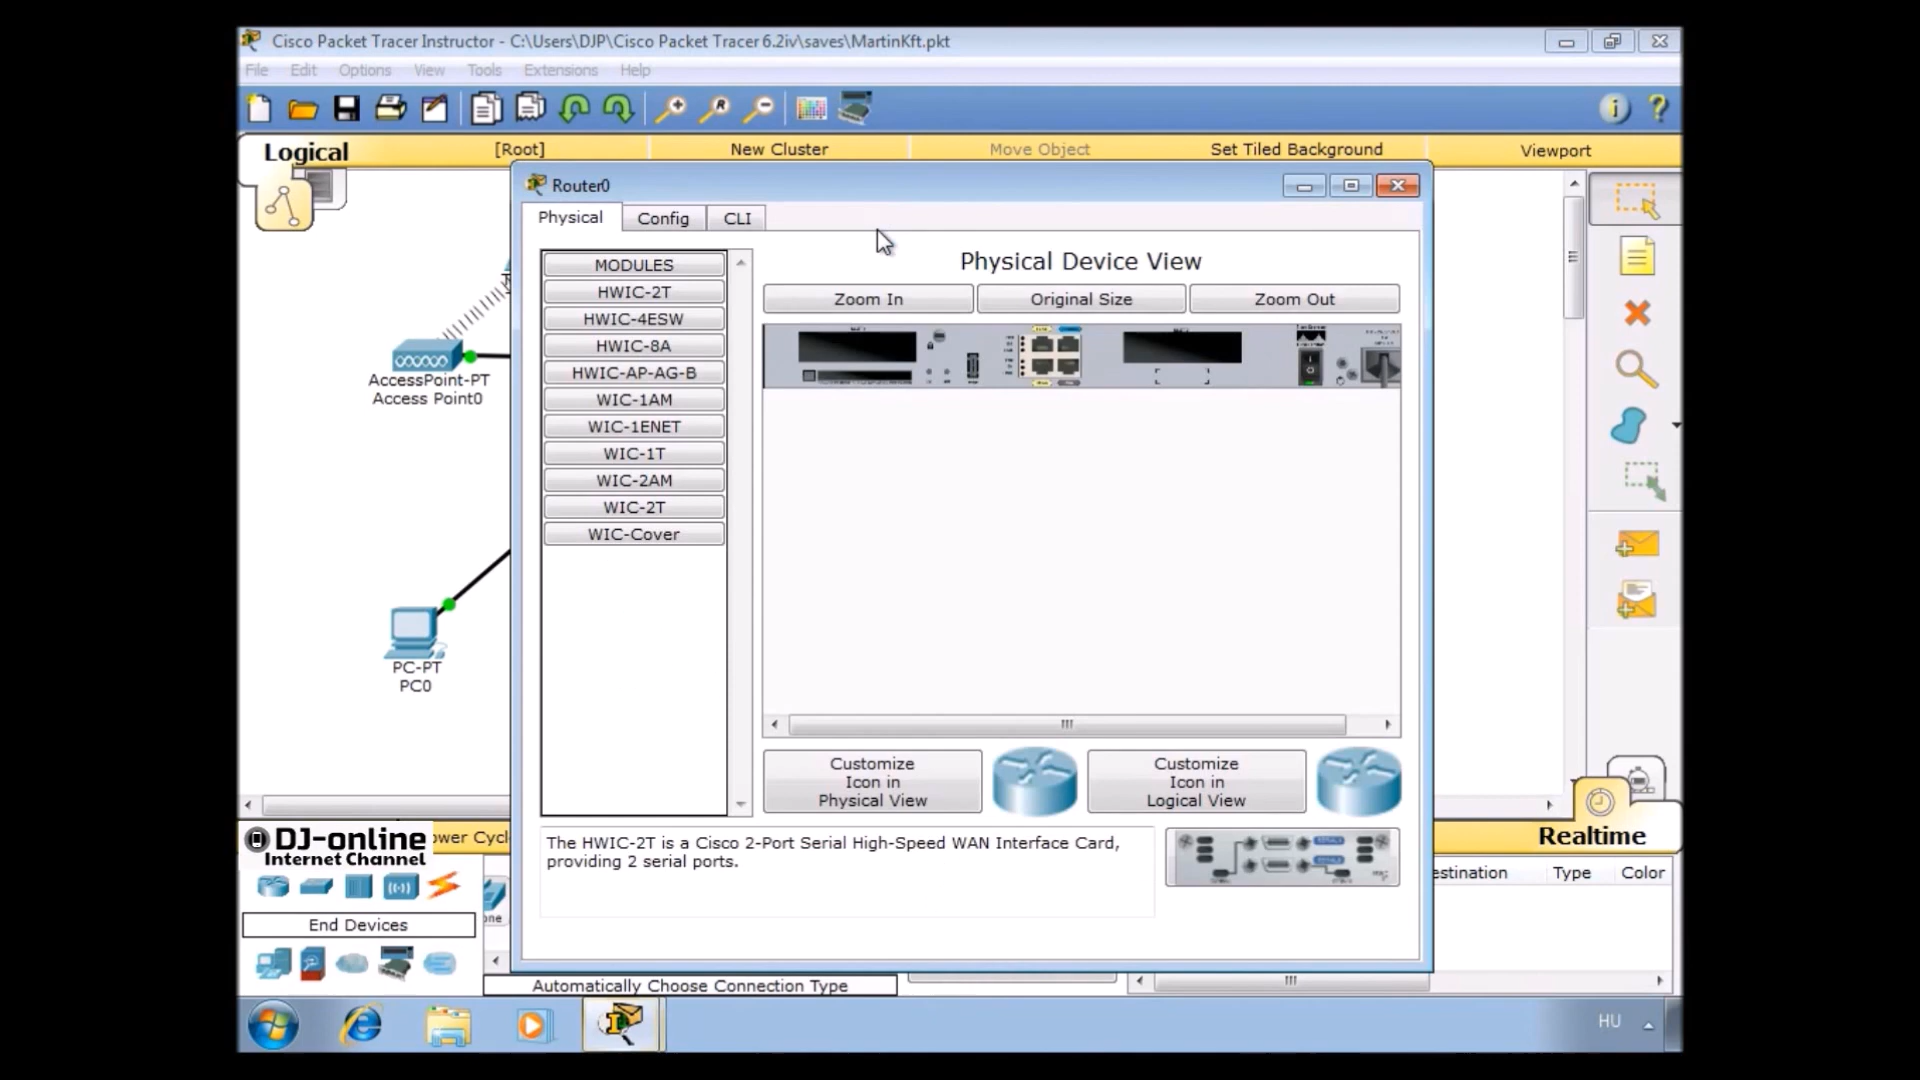 Cisco Packet Tracer Instructor - C:\Users\DJP\Cisco Packet Tracer 6.2iv\saves\MartinKft.pkt
File Edit Options View Tools Extensions Help
Logical [Root] New Cluster Move Object Set Tiled Background Viewport
Router0
Physical Config CLI
MODULES
HWIC-2T
HWIC-4ESW
HWIC-8A
HWIC-AP-AG-B
WIC-1AM
WIC-1ENET
WIC-1T
WIC-2AM
WIC-2T
WIC-Cover
Physical Device View
Zoom In Original Size Zoom Out
AccessPoint-PT
Access Point0
PC-PT
PC0
Customize
Icon in
Physical View
Customize
Icon in
Logical View
The HWIC-2T is a Cisco 2-Port Serial High-Speed WAN Interface Card,
providing 2 serial ports.
DJ-online
Internet Channel
ower Cycl
Realtime
estination Type Color
End Devices
one
Automatically Choose Connection Type
HU